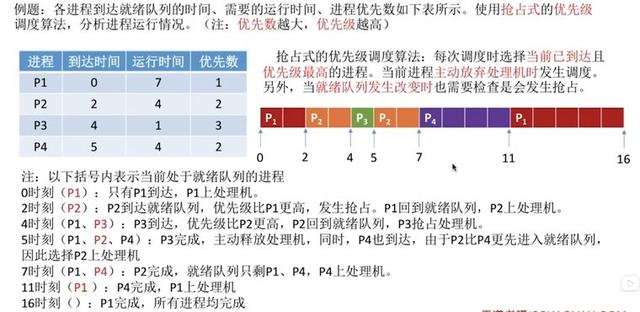 例题：各进程到达就绪队列的时间、需要的运行时间、进程优先数如下表所示。使用抢占式的优先级
调度算法，分析进程运行情况。（注：优先数越大，优先级越高）
进程 到达时间 运行时间 优先数
P1 0 7 1
P2 2 4 2
P3 4 1 3
P4 5 4 2
抢占式的优先级调度算法：每次调度时选择当前已到达且
优先级最高的进程。当前进程主动放弃处理机时发生调度。
另外，当就绪队列发生改变时也需要检查是会发生抢占。
P1 P2 P3 P2 P4 P1
0 2 4 5 7 11 16
注：以下括号内表示当前处于就绪队列的进程
0时刻（P1）：只有P1到达，P1上处理机。
2时刻（P2）：P2到达就绪队列，优先级比P1更高，发生抢占。P1回到就绪队列，P2上处理机。
4时刻（P1、P3）：P3到达，优先级比P2更高，P2回到就绪队列，P3抢占处理机。
5时刻（P1、P2、P4）：P3完成，主动释放处理机，同时，P4也到达，由于P2比P4更先进入就绪队列，
因此选择P2上处理机
7时刻（P1、P4）：P2完成，就绪队列只剩P1、P4，P4上处理机。
11时刻（P1）：P4完成，P1上处理机
16时刻（）：P1完成，所有进程均完成